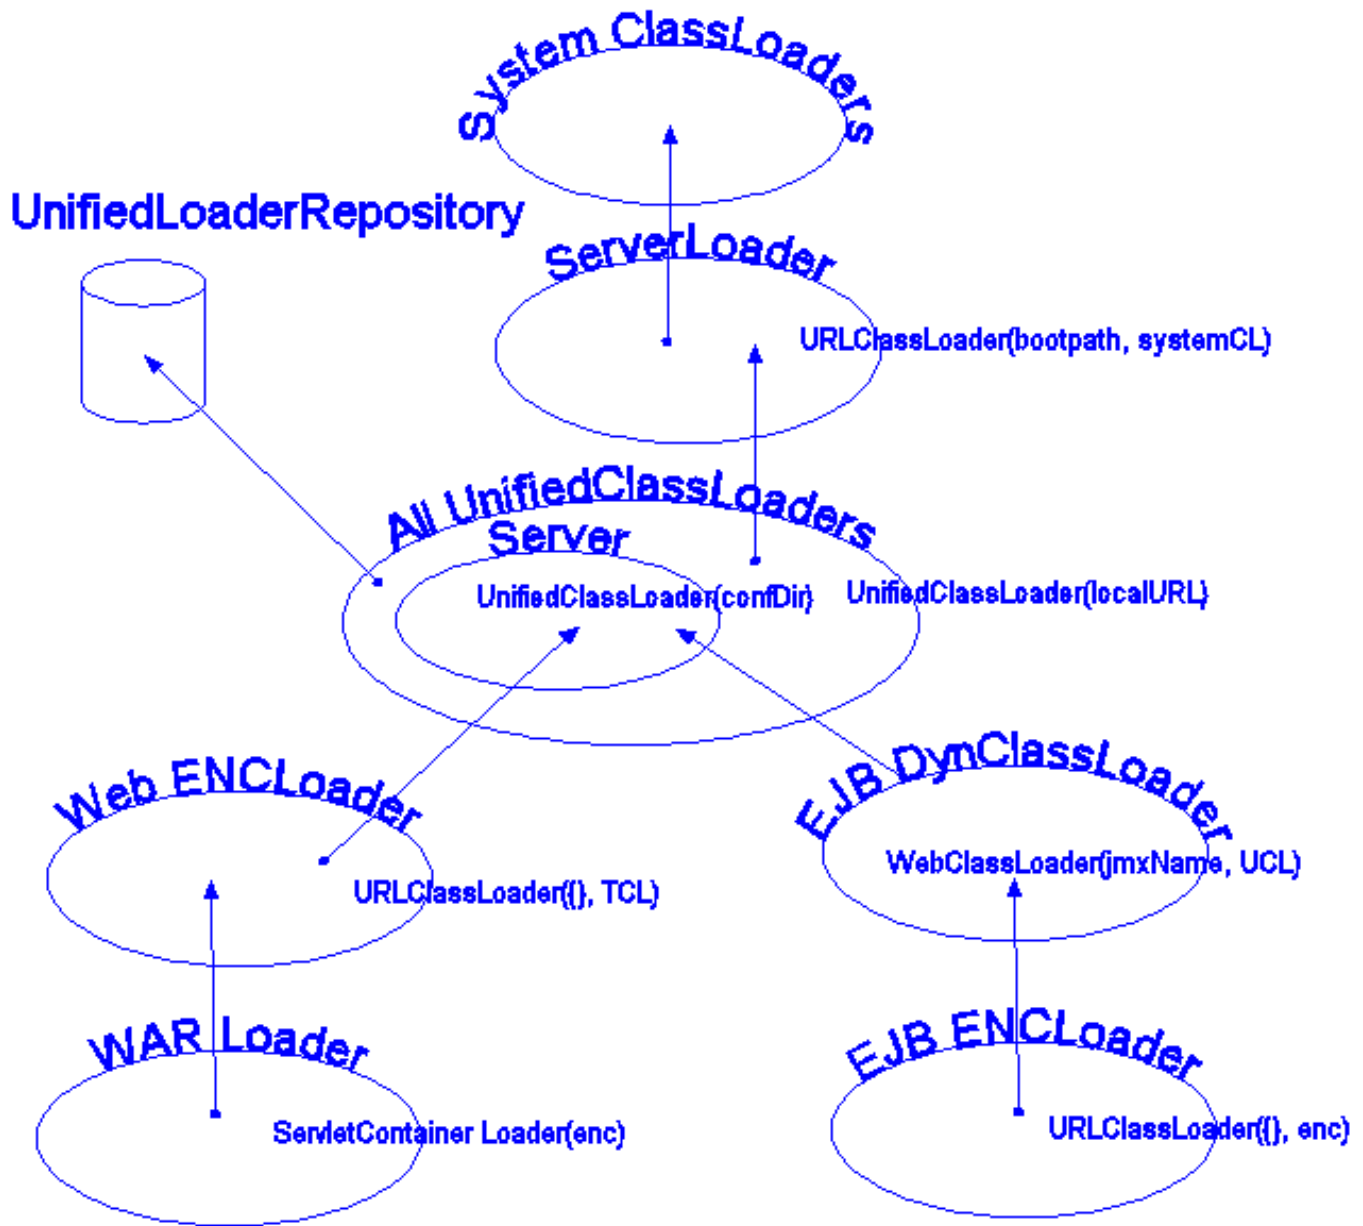 System ClassLoaders
UnifiedLoaderRepository
ServerLoader
URLClassLoader(bootpath, systemCL)
All UnifiedClassLoaders
Server
UnifiedClassLoader(confDir)
UnifiedClassLoader(localURL)
Web ENCLoader
EJB DynClassLoader
WebClassLoader(jmxName, UCL)
URLClassLoader({}, TCL)
WAR Loader
EJB ENCLoader
ServletContainer Loader(enc)
URLClassLoader({}, enc)